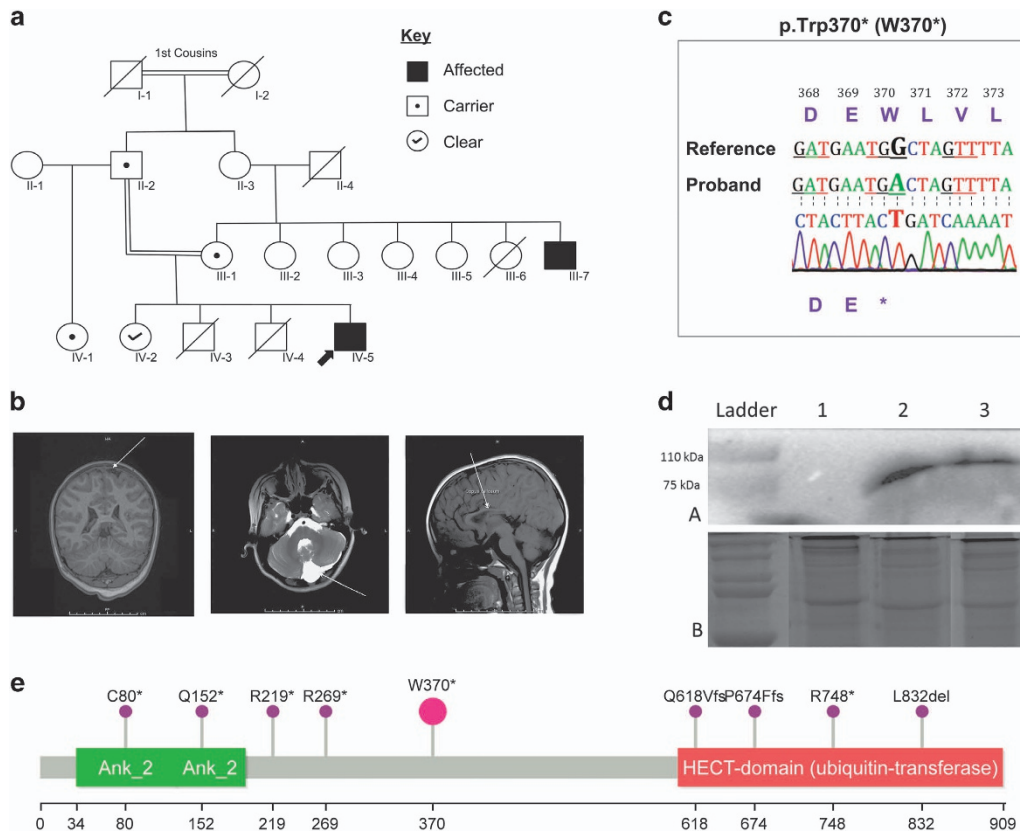 a
1st Cousins
I-1
I-2
Key
Affected
Carrier
Clear
II-1
II-2
II-3
II-4
III-1
III-2
III-3
III-4
III-5
III-6
III-7
IV-1
IV-2
IV-3
IV-4
IV-5
b
c
p.Trp370* (W370*)
368 369 370 371 372 373
D E W L V L
Reference GATGAATGGCTAGTTTTA
Proband GATGAATGACTAGTTTTA
CTACTTACTGATCAAAAT
D E *
d
Ladder 1 2 3
110 kDa
75 kDa
A
B
e
C80* Q152* R219* R269* W370* Q618Vfs P674Ffs R748* L832del
Ank_2 Ank_2 HECT-domain (ubiquitin-transferase)
0 34 80 152 219 269 370 618 674 748 832 909